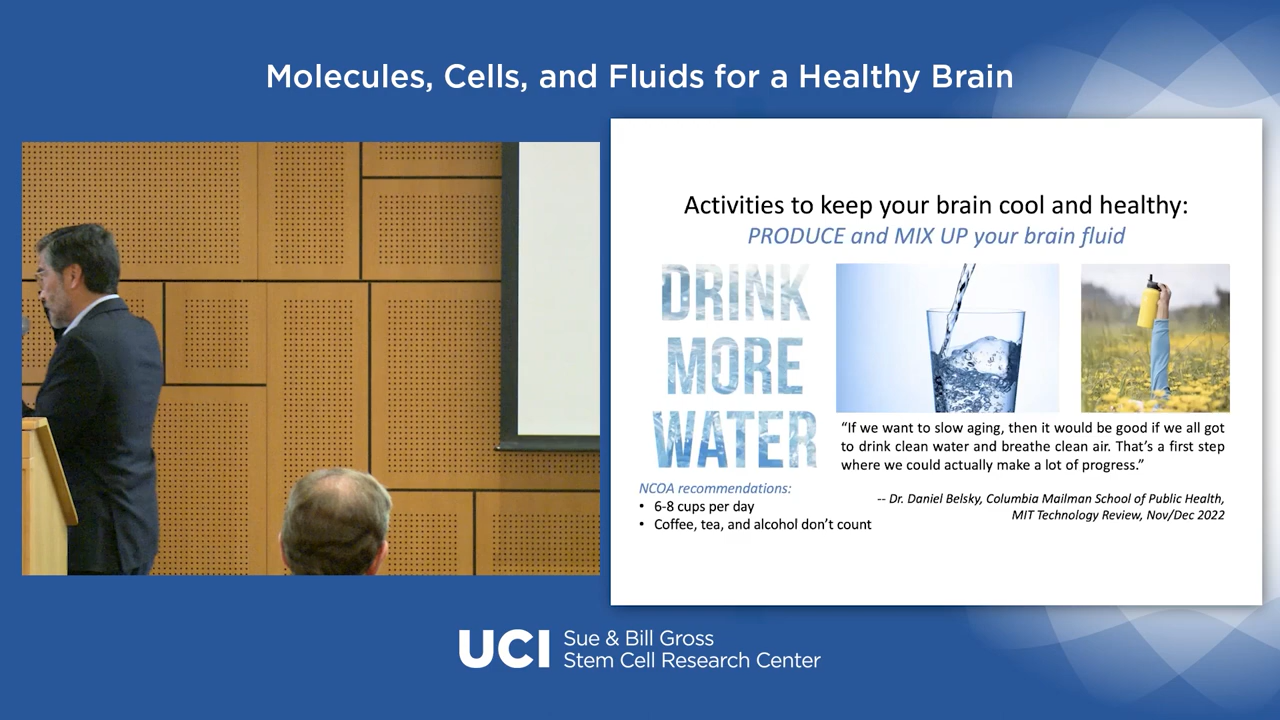 Molecules, Cells, and Fluids for a Healthy Brain
Activities to keep your brain cool and healthy:
PRODUCE and MIX UP your brain fluid
DRINK
MORE
WATER
“If we want to slow aging, then it would be good if we all got
to drink clean water and breathe clean air. That’s a first step
where we could actually make a lot of progress.”
-- Dr. Daniel Belsky, Columbia Mailman School of Public Health,
MIT Technology Review, Nov/Dec 2022
NCOA recommendations:
• 6-8 cups per day
• Coffee, tea, and alcohol don’t count
UCI
Sue & Bill Gross
Stem Cell Research Center